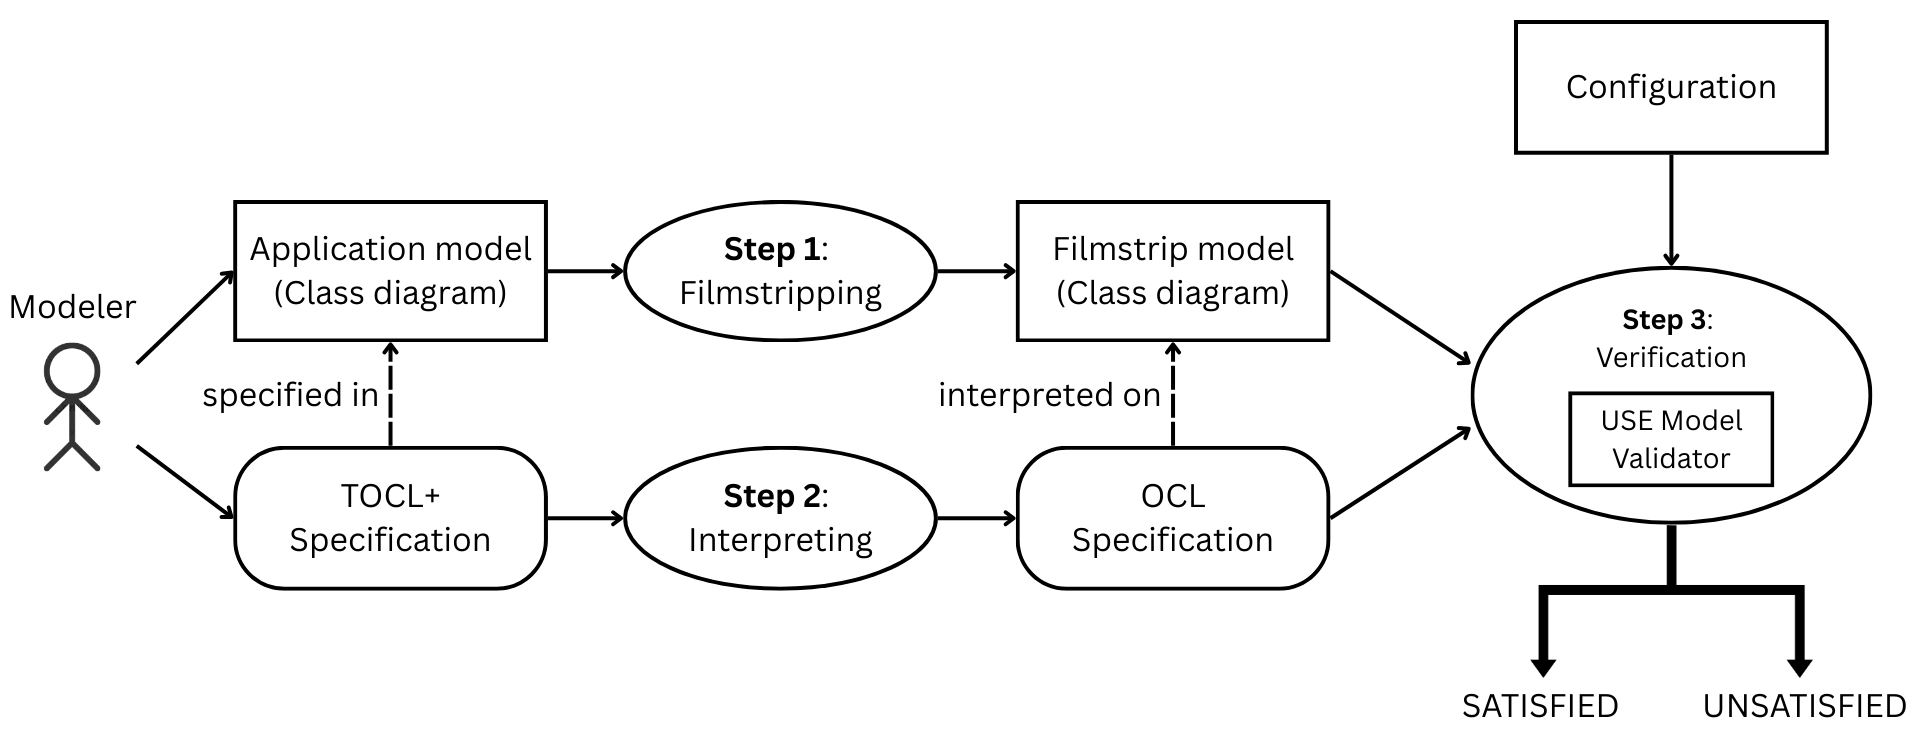 Configuration
Modeler
Application model
(Class diagram)
Step 1:
Filmstripping
Filmstrip model
(Class diagram)
specified in
interpreted on
TOCL+
Specification
Step 2:
Interpreting
OCL
Specification
Step 3:
Verification
USE Model
Validator
SATISFIED
UNSATISFIED